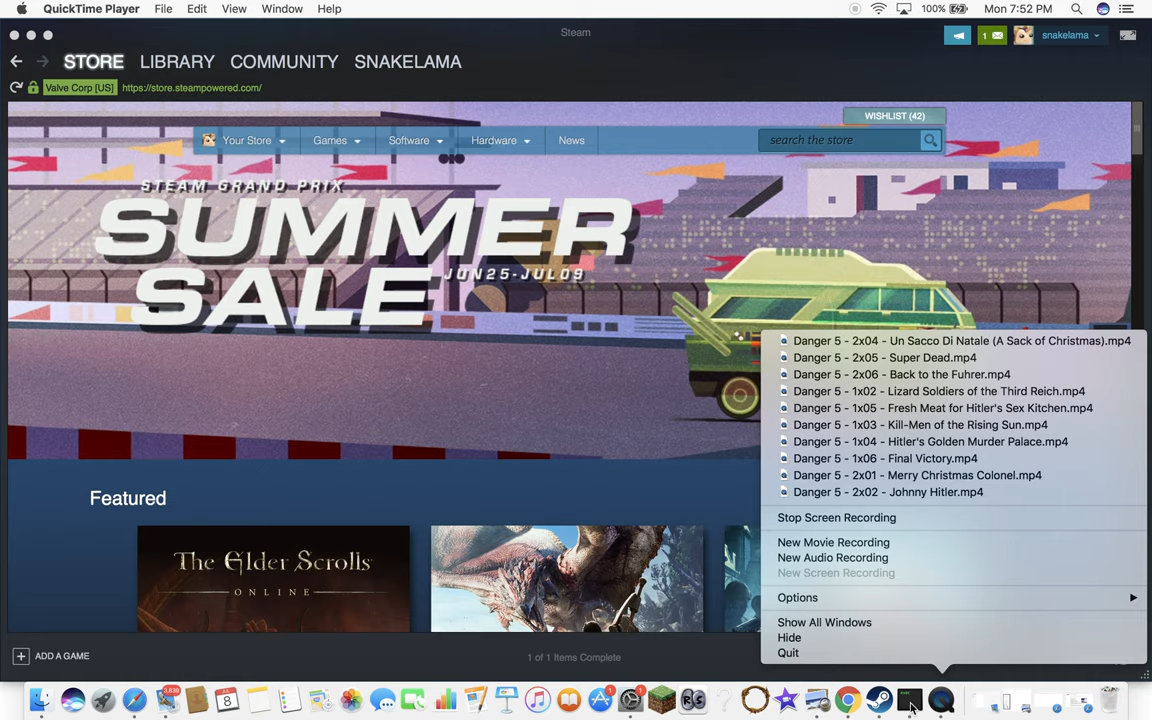 QuickTime Player File Edit View Window Help 100% Mon 7:52 PM
Steam
1 snakelama
STORE LIBRARY COMMUNITY SNAKELAMA
Valve Corp [US] https://store.steampowered.com/
WISHLIST (42)
Your Store Games Software Hardware News search the store
STEAM GRAND PRIX
SUMMER
SALE
JUN25-JUL09
Danger 5 - 2x04 - Un Sacco Di Natale (A Sack of Christmas).mp4
Danger 5 - 2x05 - Super Dead.mp4
Danger 5 - 2x06 - Back to the Fuhrer.mp4
Danger 5 - 1x02 - Lizard Soldiers of the Third Reich.mp4
Danger 5 - 1x05 - Fresh Meat for Hitler's Sex Kitchen.mp4
Danger 5 - 1x03 - Kill-Men of the Rising Sun.mp4
Danger 5 - 1x04 - Hitler's Golden Murder Palace.mp4
Danger 5 - 1x06 - Final Victory.mp4
Danger 5 - 2x01 - Merry Christmas Colonel.mp4
Danger 5 - 2x02 - Johnny Hitler.mp4
Stop Screen Recording
New Movie Recording
New Audio Recording
New Screen Recording
Options
Show All Windows
Hide
Quit
Featured
The Elder Scrolls
ONLINE
ADD A GAME
1 of 1 Items Complete
3,839
8
1
1
RS